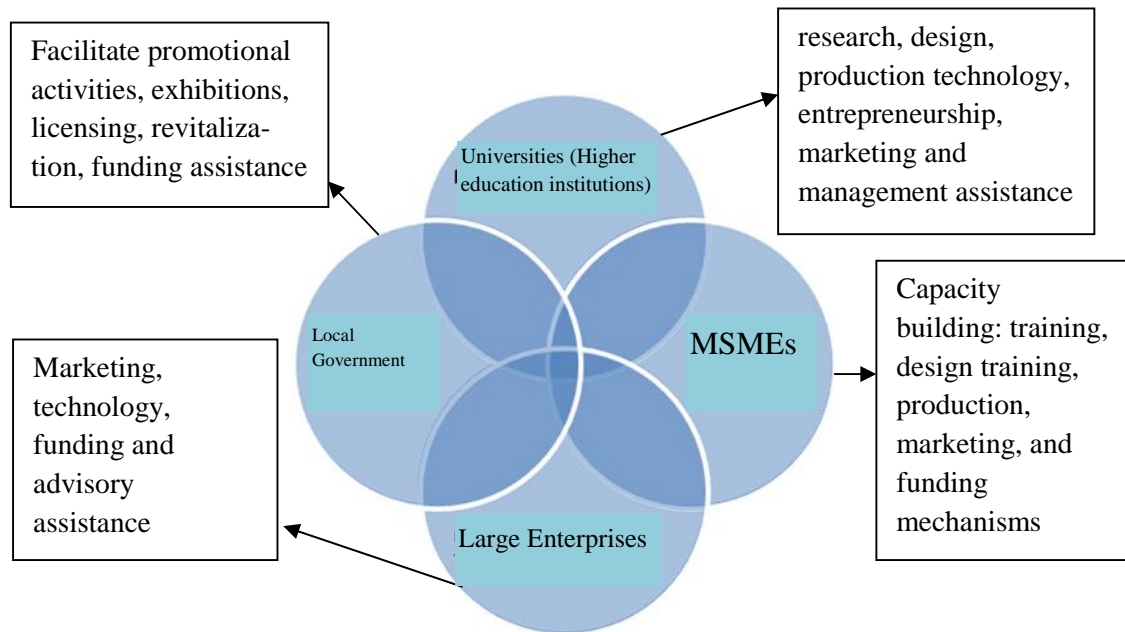 Facilitate promotional
activities, exhibitions,
licensing, revitaliza-
tion, funding assistance
research, design,
production technology,
entrepreneurship,
marketing and
management assistance
Universities (Higher
education institutions)
Local
Government
MSMEs
Capacity
building: training,
design training,
production,
marketing, and
funding
mechanisms
Marketing,
technology,
funding and
advisory
assistance
Large Enterprises